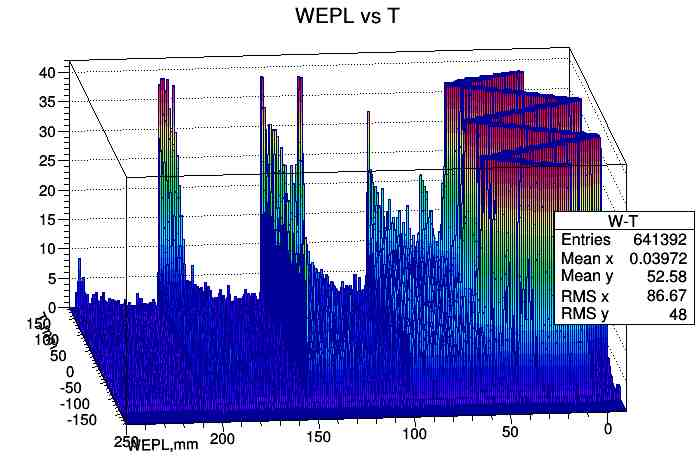 WEPL vs T
40
35
30
25
20
15
10
5
0
W-T
Entries 641392
Mean x 0.03972
Mean y 52.58
RMS x 86.67
RMS y 48
150
100
50
0
-50
-100
-150
250
200
150
100
50
0
WEPL,mm